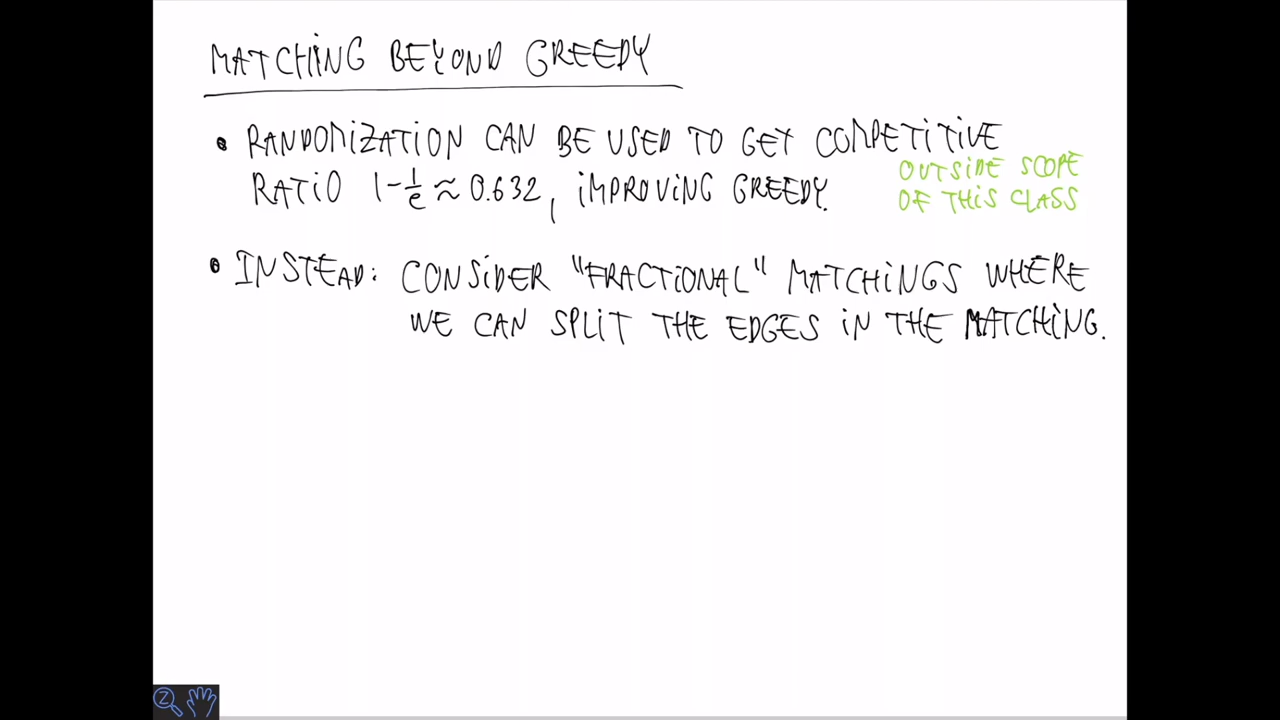 MATCHING BEYOND GREEDY
• RANDOMIZATION CAN BE USED TO GET COMPETITIVE
RATIO 1-1/e ≈ 0.632, IMPROVING GREEDY.
OUTSIDE SCOPE
OF THIS CLASS
• INSTEAD: CONSIDER "FRACTIONAL" MATCHINGS WHERE
WE CAN SPLIT THE EDGES IN THE MATCHING.
Z